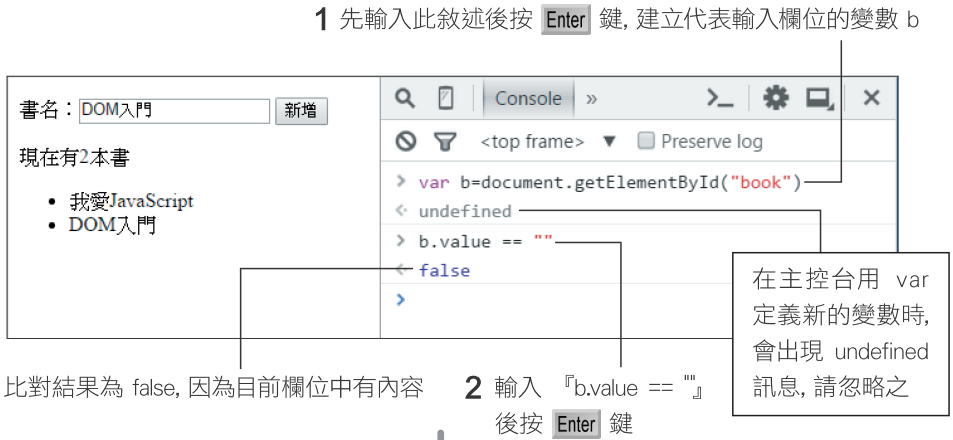 1 先輸入此敘述後按 Enter 鍵, 建立代表輸入欄位的變數 b
書名：DOM入門 新增
現在有2本書
• 我愛JavaScript
• DOM入門
Console »
<top frame> ▼ Preserve log
> var b=document.getElementById("book")
undefined
> b.value == ""
false
>
在主控台用 var
定義新的變數時,
會出現 undefined
訊息, 請忽略之
比對結果為 false, 因為目前欄位中有內容
2 輸入『b.value == ""』
後按 Enter 鍵